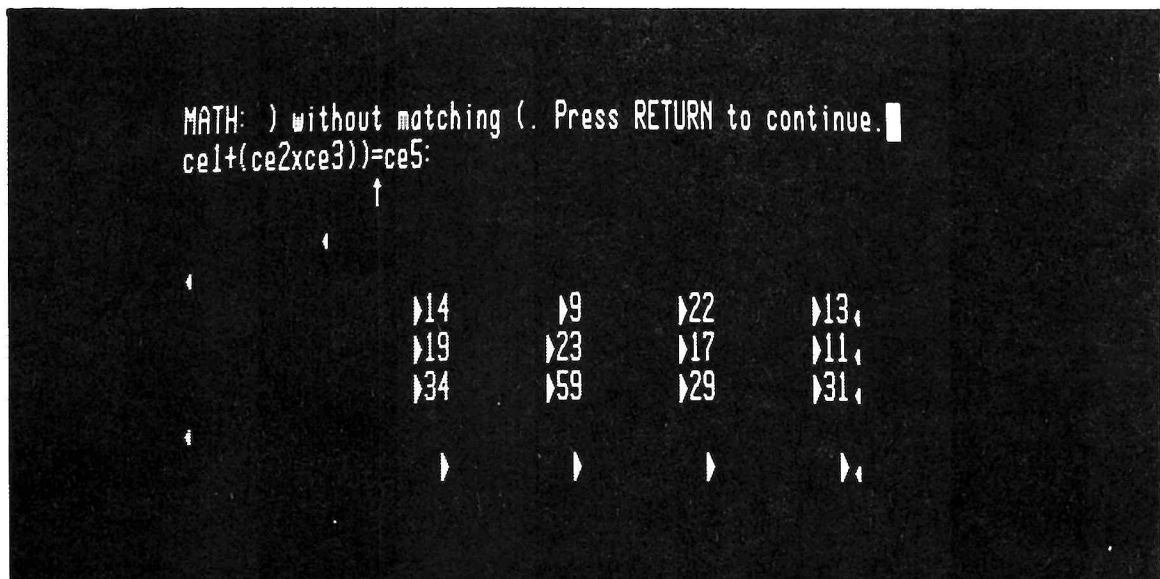 MATH: ) without matching (. Press RETURN to continue.
ce1+(ce2xce3))=ce5:
14 9 22 13
19 23 17 11
34 59 29 31